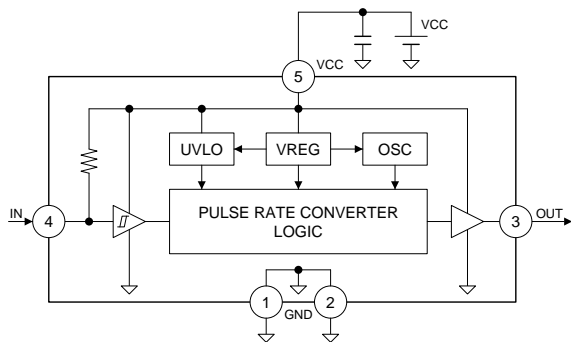 VCC
VCC
5
UVLO
VREG
OSC
IN
4
PULSE RATE CONVERTER
LOGIC
3
OUT
1
GND
2